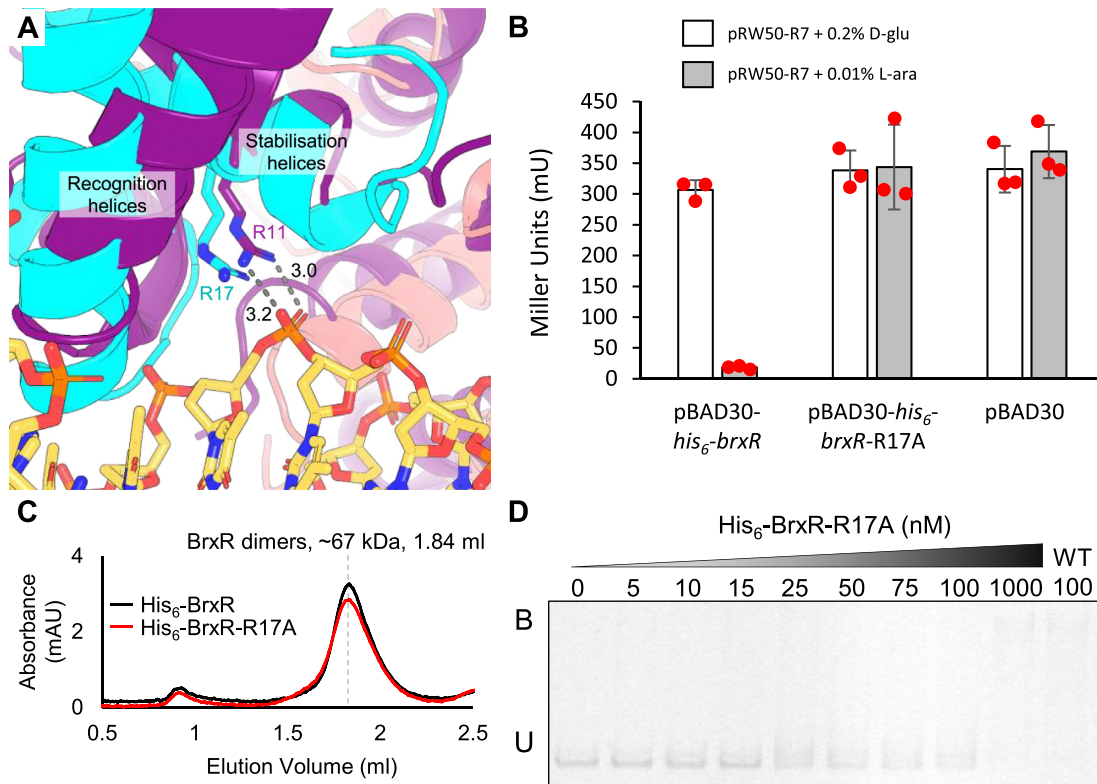 A
Stabilisation
helices
Recognition
helices
R11
R17
3.0
3.2
B
pRW50-R7 + 0.2% D-glu
pRW50-R7 + 0.01% L-ara
Miller Units (mU)
450
400
350
300
250
200
150
100
50
0
pBAD30-
his₆-brxR
pBAD30-his₆-
brxR-R17A
pBAD30
C
BrxR dimers, ~67 kDa, 1.84 ml
Absorbance
(mAU)
4
2
0
His₆-BrxR
His₆-BrxR-R17A
0.5 1 1.5 2 2.5
Elution Volume (ml)
D
His₆-BrxR-R17A (nM)
WT
0 5 10 15 25 50 75 100 1000 100
B
U